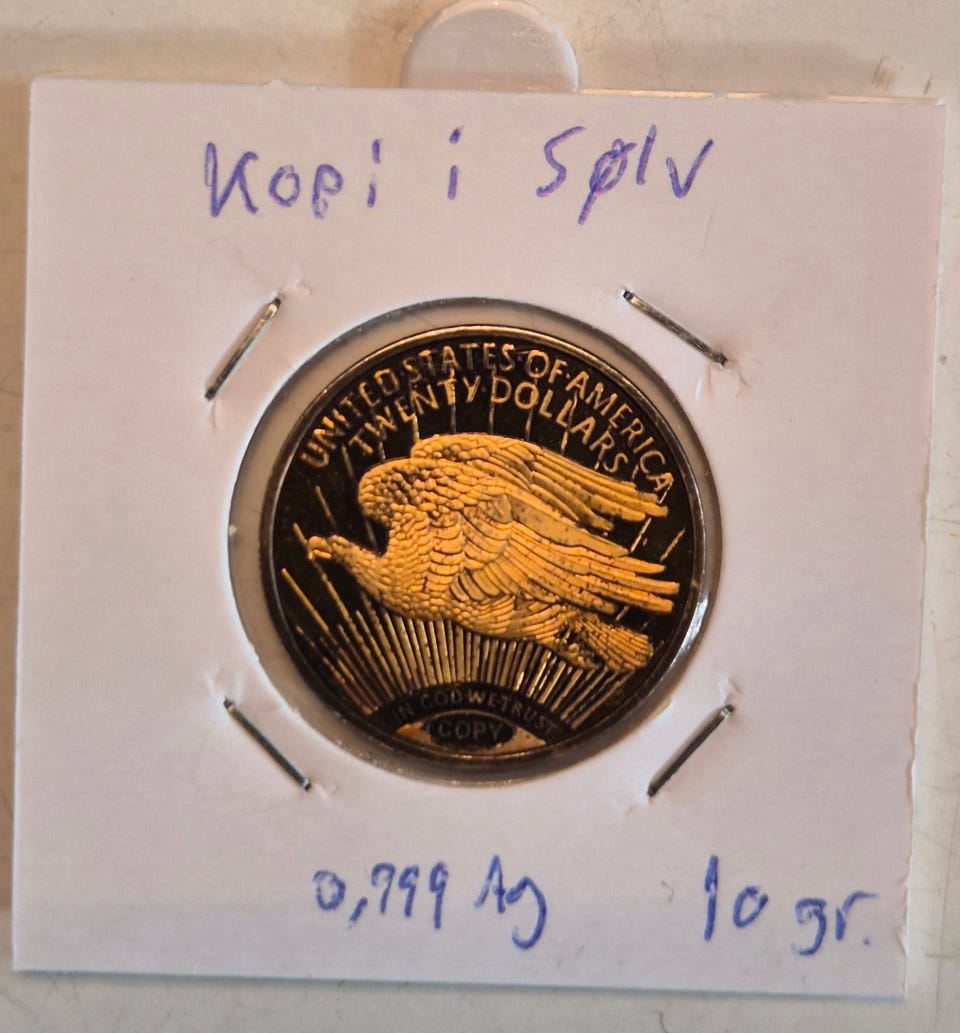 Kopi i Sølv
UNITED·STATES·OF·AMERICA
TWENTY DOLLARS
IN·GOD·WE·TRUST
COPY
0,999 Ag 10 gr.